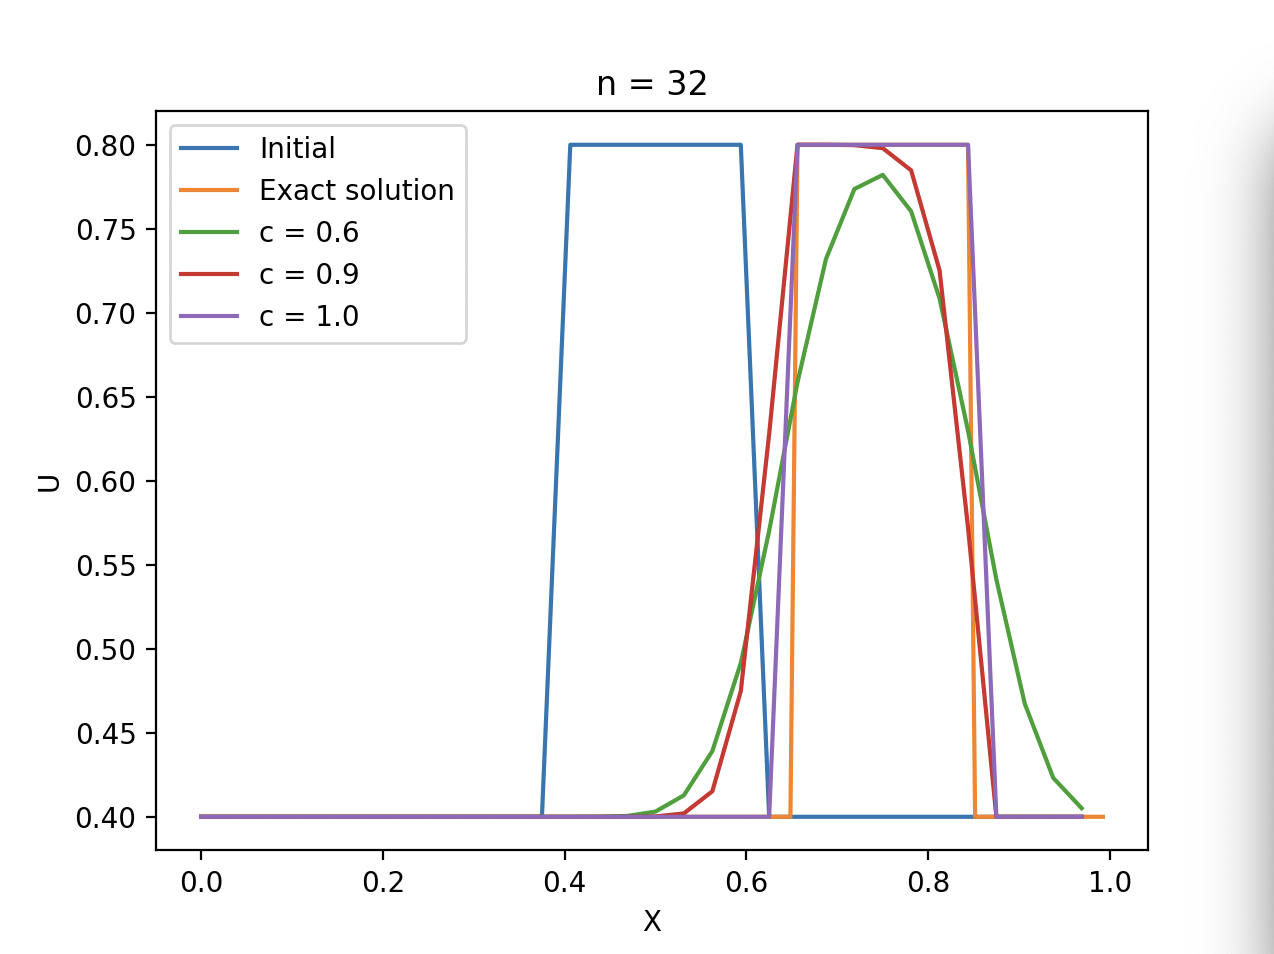 n = 32
Initial
Exact solution
c = 0.6
c = 0.9
c = 1.0
0.80
0.75
0.70
0.65
0.60
0.55
0.50
0.45
0.40
U
0.0 0.2 0.4 0.6 0.8 1.0
X